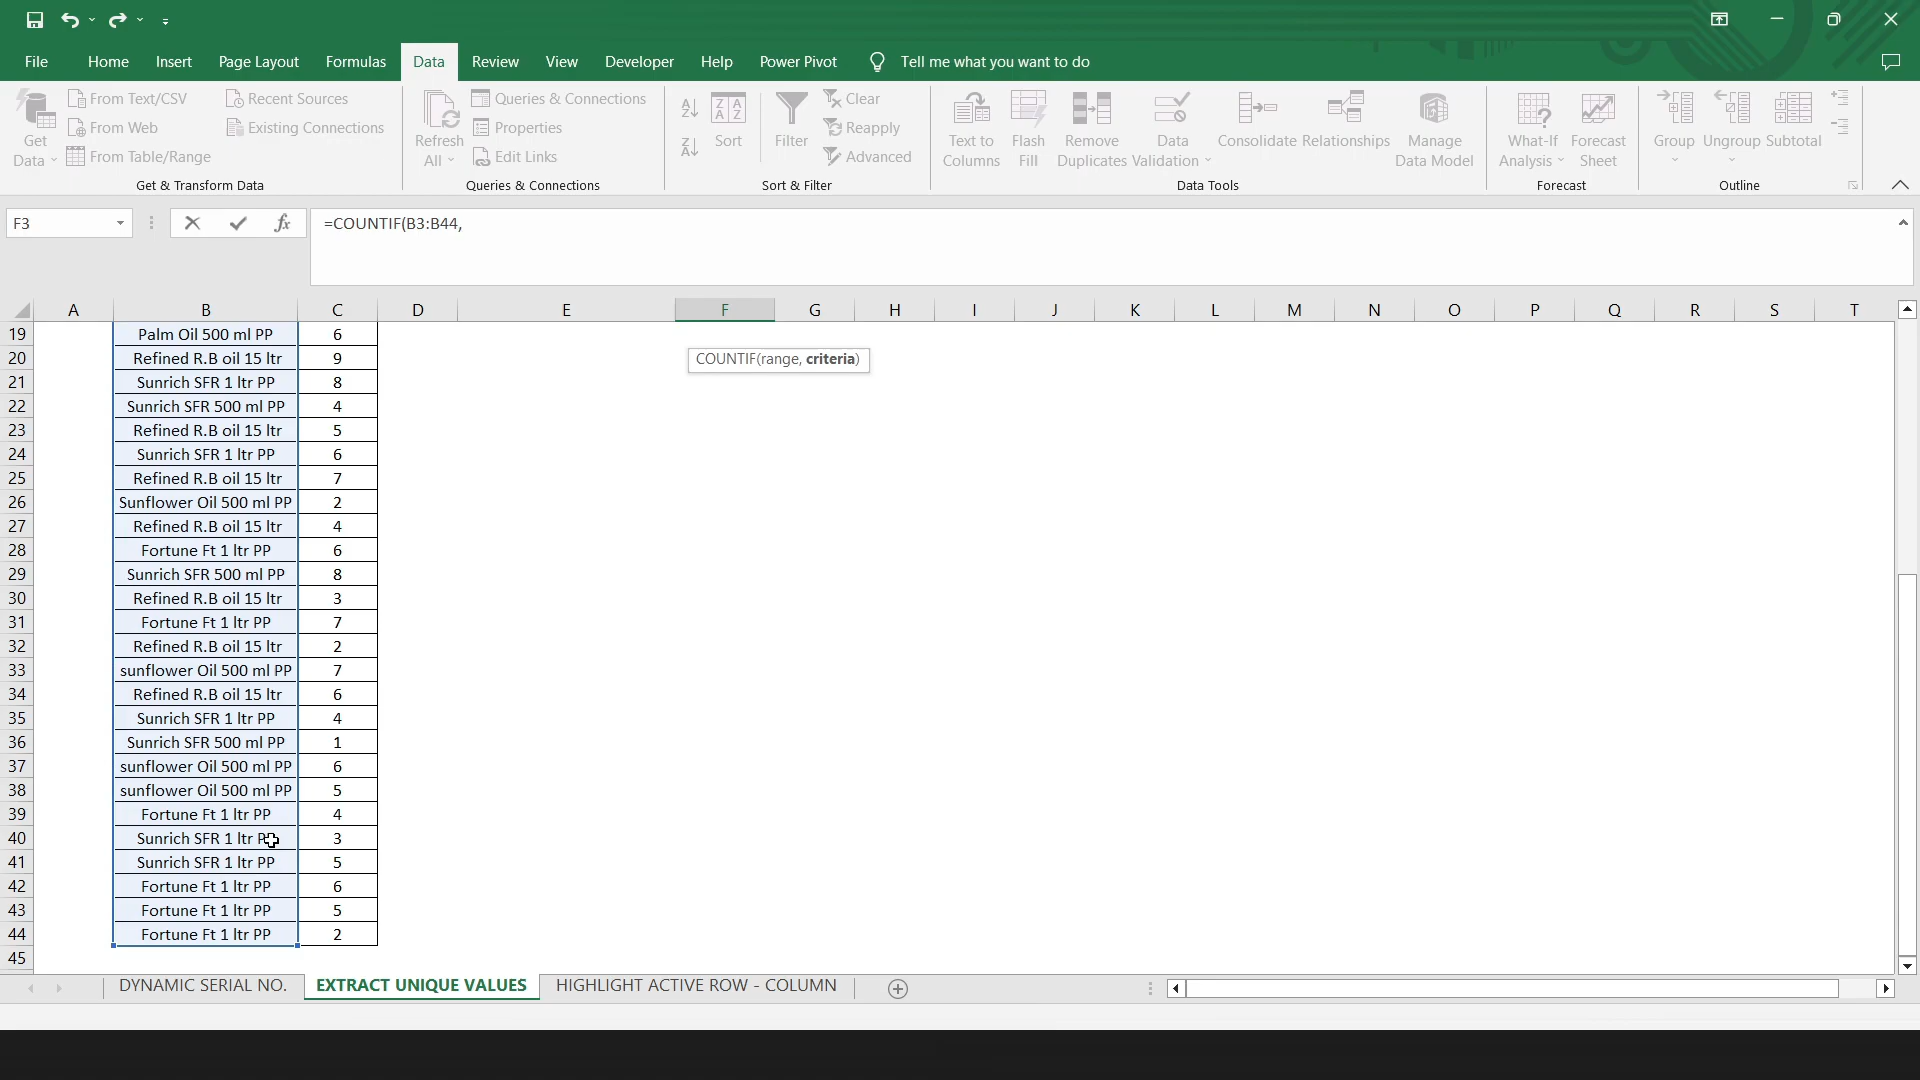 File Home Insert Page Layout Formulas Data Review View Developer Help Power Pivot Tell me what you want to do
Get Data
From Text/CSV
From Web
From Table/Range
Recent Sources
Existing Connections
Get & Transform Data
Refresh All
Queries & Connections
Properties
Edit Links
Queries & Connections
Sort
Filter
Clear
Reapply
Advanced
Sort & Filter
Text to Columns
Flash Fill
Remove Duplicates
Data Validation
Consolidate
Relationships
Manage Data Model
Data Tools
What-If Analysis
Forecast Sheet
Forecast
Group
Ungroup
Subtotal
Outline
F3 fx =COUNTIF(B3:B44,
A B C D E F G H I J K L M N O P Q R S T
19 Palm Oil 500 ml PP 6
COUNTIF(range, criteria)
20 Refined R.B oil 15 ltr 9
21 Sunrich SFR 1 ltr PP 8
22 Sunrich SFR 500 ml PP 4
23 Refined R.B oil 15 ltr 5
24 Sunrich SFR 1 ltr PP 6
25 Refined R.B oil 15 ltr 7
26 Sunflower Oil 500 ml PP 2
27 Refined R.B oil 15 ltr 4
28 Fortune Ft 1 ltr PP 6
29 Sunrich SFR 500 ml PP 8
30 Refined R.B oil 15 ltr 3
31 Fortune Ft 1 ltr PP 7
32 Refined R.B oil 15 ltr 2
33 sunflower Oil 500 ml PP 7
34 Refined R.B oil 15 ltr 6
35 Sunrich SFR 1 ltr PP 4
36 Sunrich SFR 500 ml PP 1
37 sunflower Oil 500 ml PP 6
38 sunflower Oil 500 ml PP 5
39 Fortune Ft 1 ltr PP 4
40 Sunrich SFR 1 ltr PP 3
41 Sunrich SFR 1 ltr PP 5
42 Fortune Ft 1 ltr PP 6
43 Fortune Ft 1 ltr PP 5
44 Fortune Ft 1 ltr PP 2
45
DYNAMIC SERIAL NO. EXTRACT UNIQUE VALUES HIGHLIGHT ACTIVE ROW - COLUMN